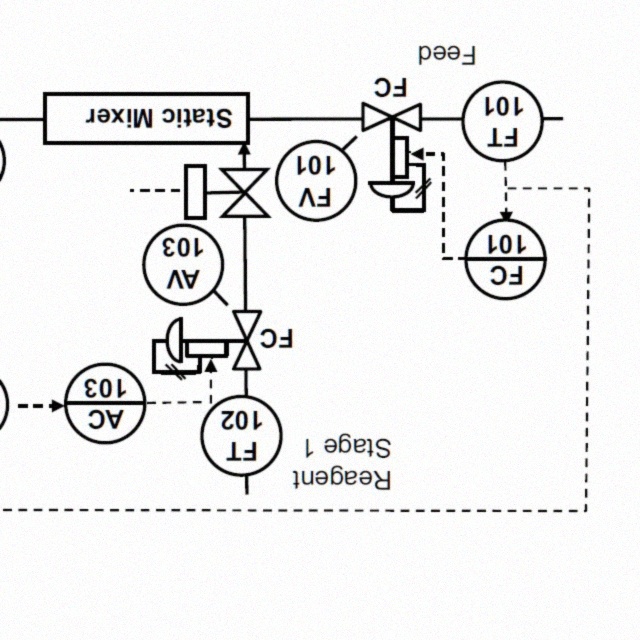 Reagent
Stage 1
FT
102
AC
103
FC
FC
101
AV
103
FV
101
FT
101
Static Mixer
FC
Feed